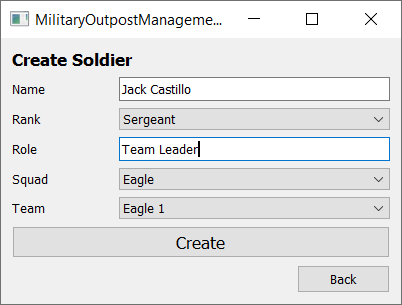 MilitaryOutpostManageme...
Create Soldier
Name Jack Castillo
Rank Sergeant
Role Team Leader
Squad Eagle
Team Eagle 1
Create
Back